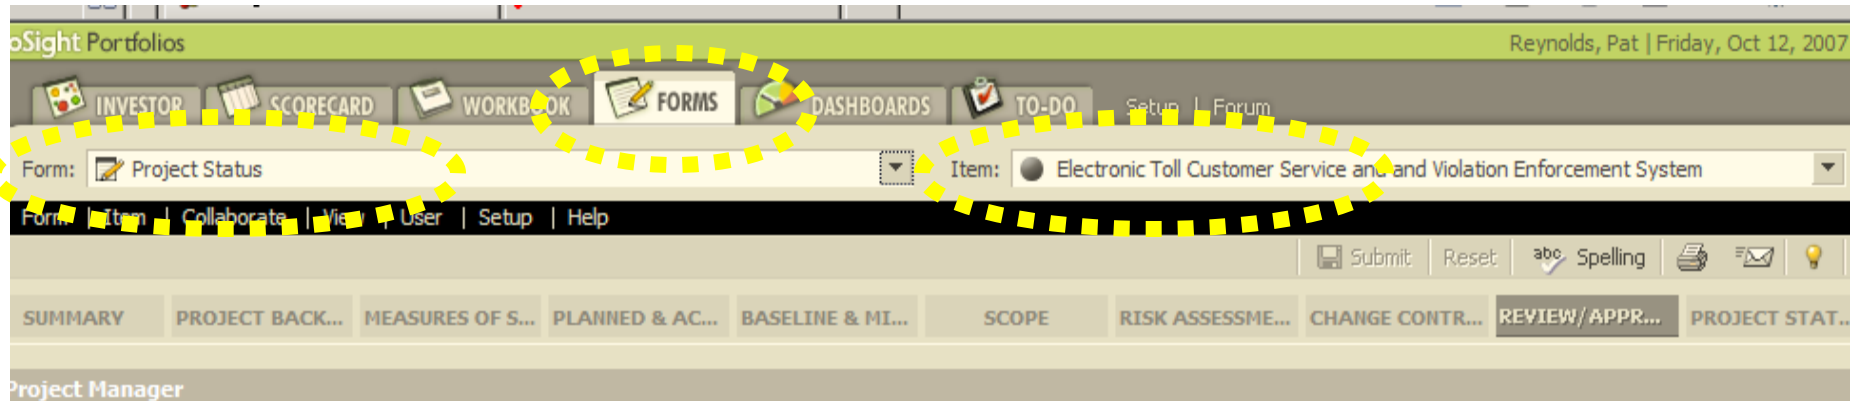 oSight Portfolios Reynolds, Pat | Friday, Oct 12, 2007
INVESTOR SCORECARD WORKBOOK FORMS DASHBOARDS TO-DO Setup | Forum
Form: Project Status Item: Electronic Toll Customer Service and and Violation Enforcement System
Form | Item | Collaborate | View | User | Setup | Help
Submit Reset abc Spelling
SUMMARY PROJECT BACK... MEASURES OF S... PLANNED & AC... BASELINE & MI... SCOPE RISK ASSESSME... CHANGE CONTR... REVIEW/APPR... PROJECT STAT...
Project Manager